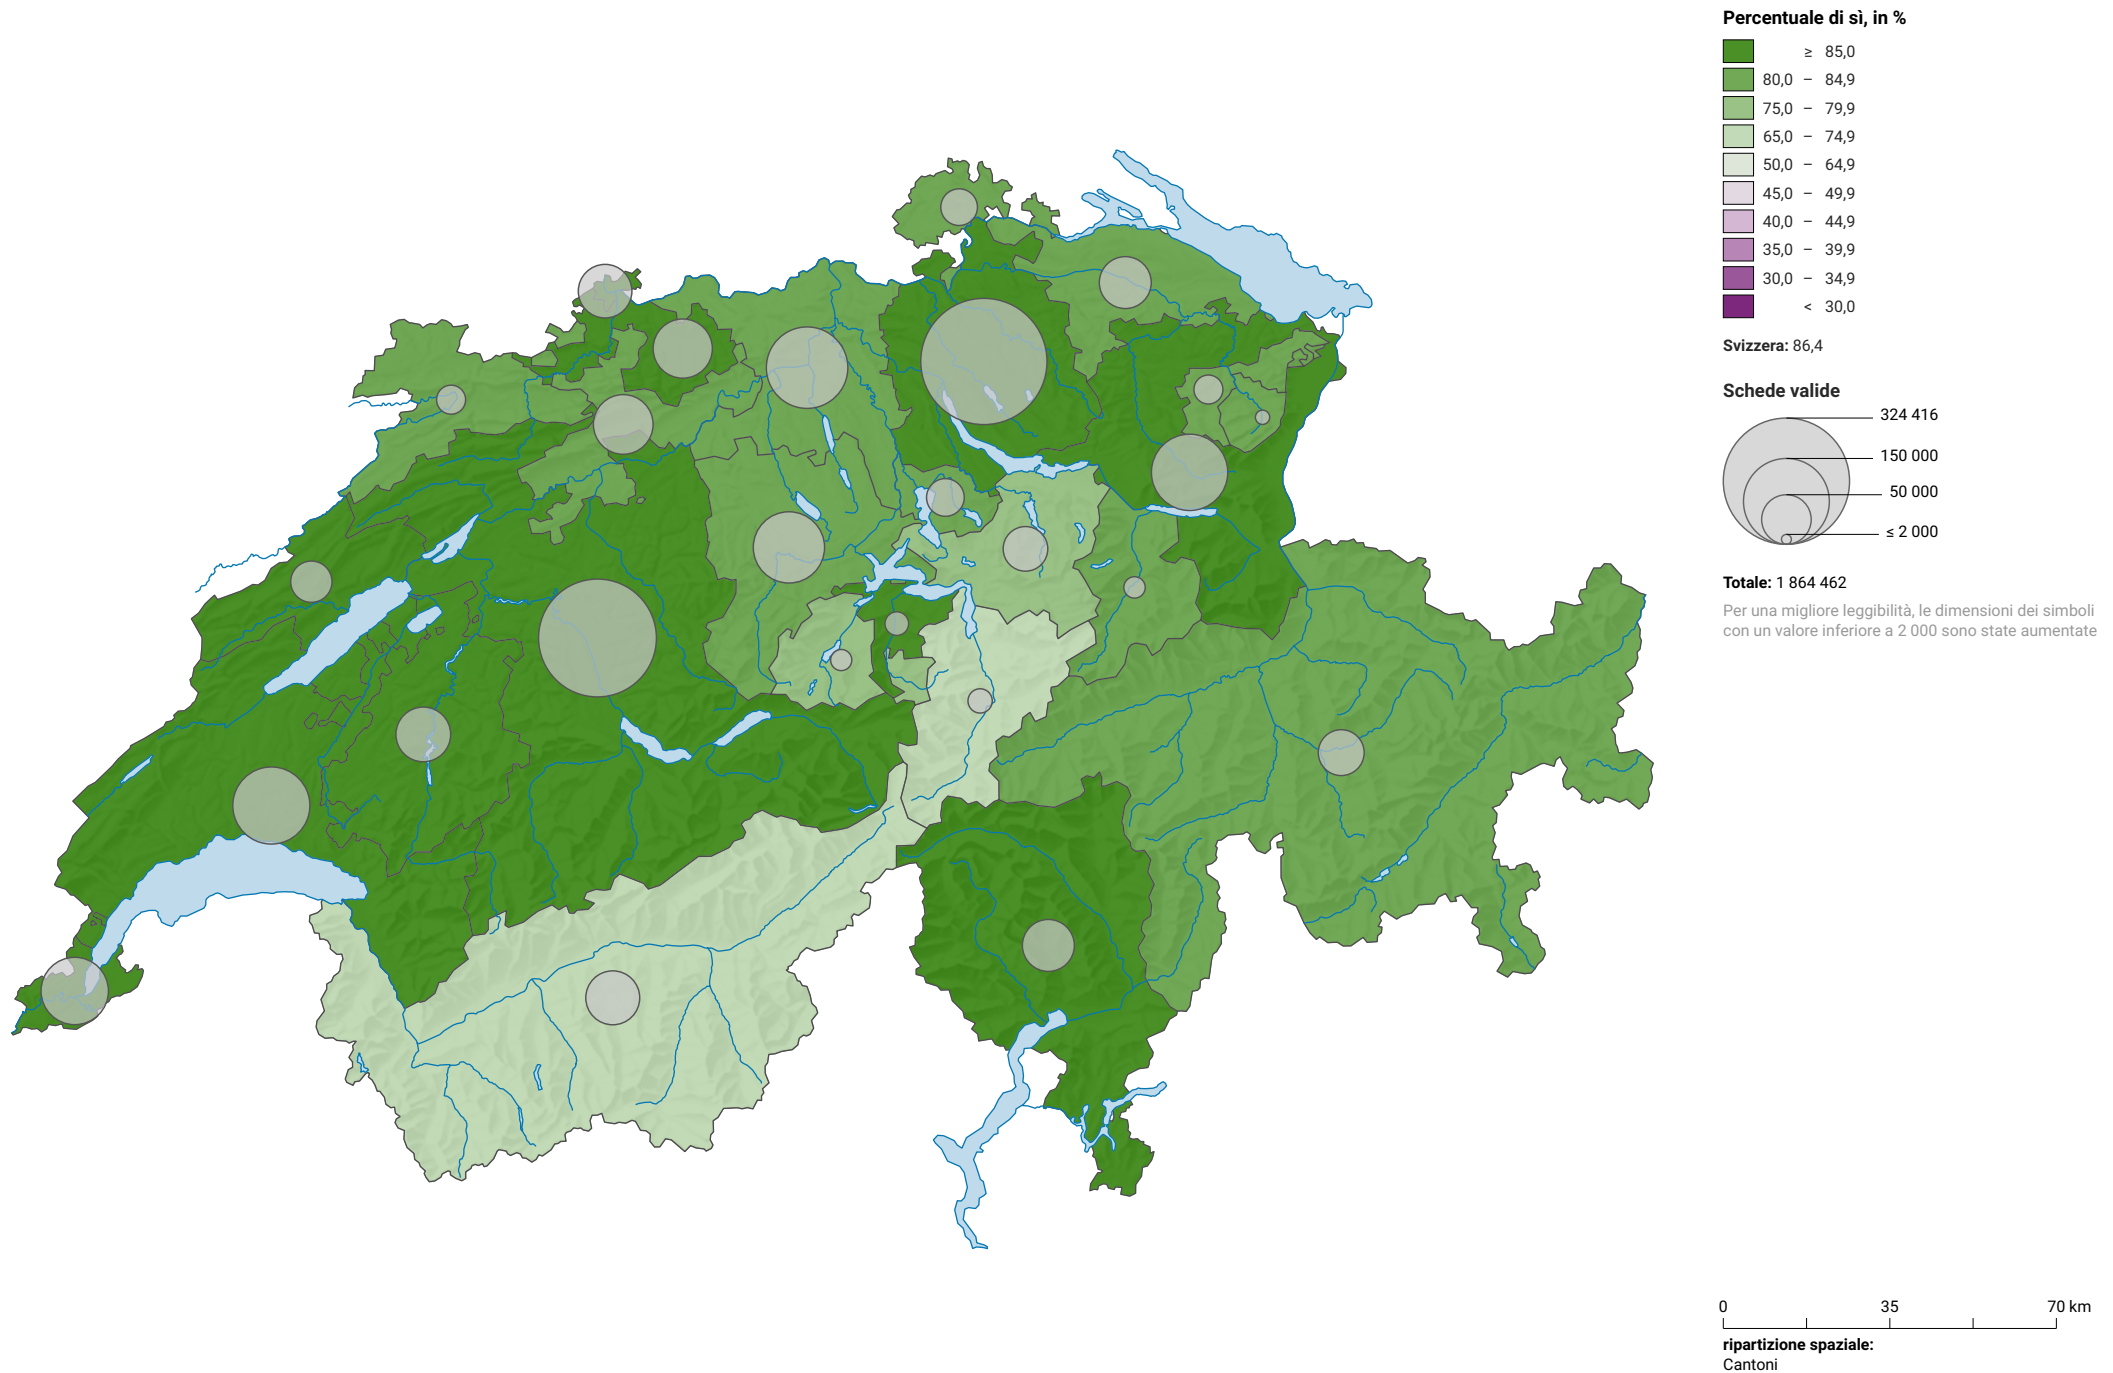 Percentuale di sì, in %
≥ 85,0
80,0 – 84,9
75,0 – 79,9
65,0 – 74,9
50,0 – 64,9
45,0 – 49,9
40,0 – 44,9
35,0 – 39,9
30,0 – 34,9
< 30,0
Svizzera: 86,4
Schede valide
324 416
150 000
50 000
≤ 2 000
Totale: 1 864 462
Per una migliore leggibilità, le dimensioni dei simboli
con un valore inferiore a 2 000 sono state aumentate
0 35 70 km
ripartizione spaziale:
Cantoni